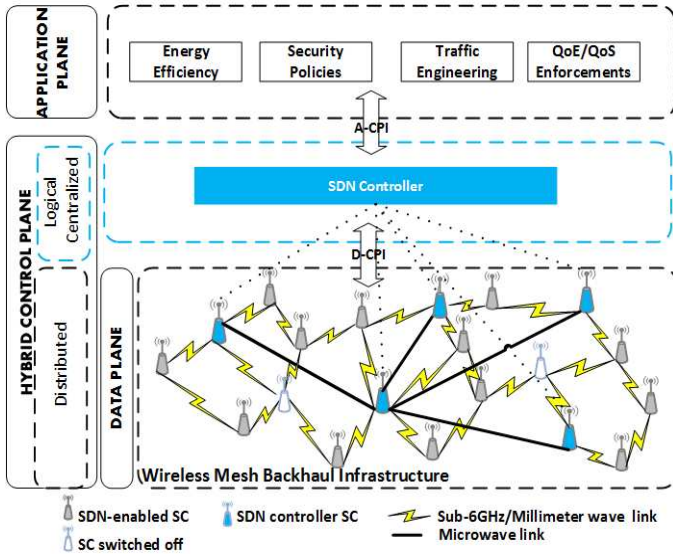 APPLICATION
PLANE
Energy
Efficiency
Security
Policies
Traffic
Engineering
QoE/QoS
Enforcements
A-CPI
HYBRID CONTROL PLANE
Logical
Centralized
SDN Controller
D-CPI
Distributed
DATA PLANE
Wireless Mesh Backhaul Infrastructure
SDN-enabled SC
SDN controller SC
Sub-6GHz/Millimeter wave link
SC switched off
Microwave link